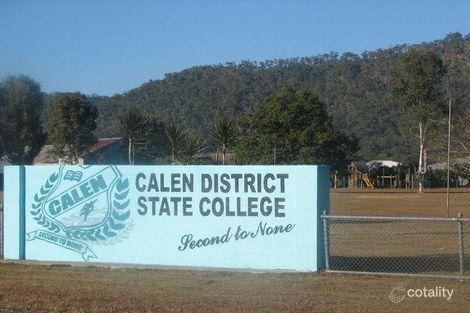 CALEN
SECOND TO NONE
CALEN DISTRICT
STATE COLLEGE
Second to None
cotality